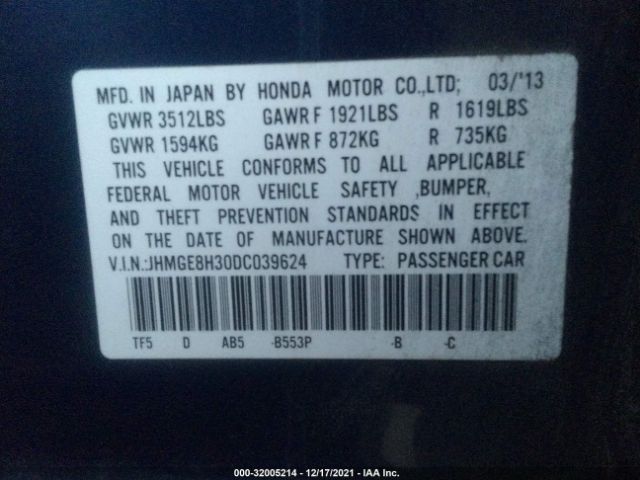 MFD. IN JAPAN BY HONDA MOTOR CO.,LTD; 03/'13
GVWR 3512LBS GAWR F 1921LBS R 1619LBS
GVWR 1594KG GAWR F 872KG R 735KG
THIS VEHICLE CONFORMS TO ALL APPLICABLE
FEDERAL MOTOR VEHICLE SAFETY ,BUMPER,
AND THEFT PREVENTION STANDARDS IN EFFECT
ON THE DATE OF MANUFACTURE SHOWN ABOVE.
V.I.N.:JHMGE8H30DC039624 TYPE: PASSENGER CAR
TF5 D AB5 -B553P -B -C
000-32005214 - 12/17/2021 - IAA Inc.